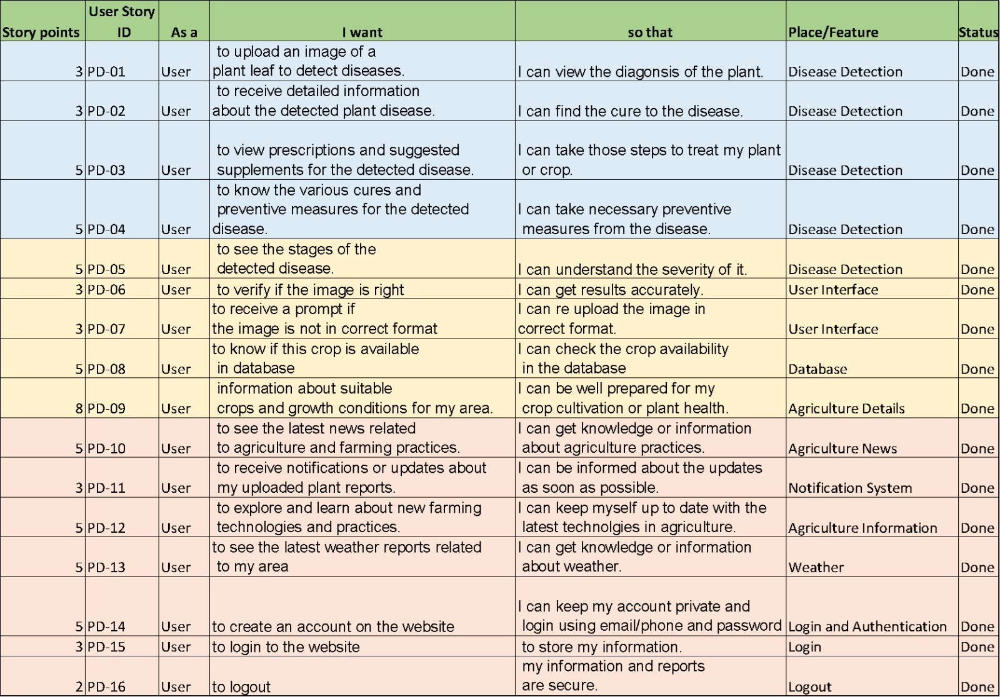 Story points User Story ID As a I want so that Place/Feature Status
3 PD-01 User to upload an image of a
plant leaf to detect diseases. I can view the diagonsis of the plant. Disease Detection Done
3 PD-02 User to receive detailed information
about the detected plant disease. I can find the cure to the disease. Disease Detection Done
5 PD-03 User to view prescriptions and suggested
supplements for the detected disease. I can take those steps to treat my plant
or crop. Disease Detection Done
5 PD-04 User to know the various cures and
preventive measures for the detected
disease. I can take necessary preventive
measures from the disease. Disease Detection Done
5 PD-05 User to see the stages of the
detected disease. I can understand the severity of it. Disease Detection Done
3 PD-06 User to verify if the image is right I can get results accurately. User Interface Done
3 PD-07 User to receive a prompt if
the image is not in correct format I can re upload the image in
correct format. User Interface Done
5 PD-08 User to know if this crop is available
in database I can check the crop availability
in the database Database Done
8 PD-09 User information about suitable
crops and growth conditions for my area. I can be well prepared for my
crop cultivation or plant health. Agriculture Details Done
5 PD-10 User to see the latest news related
to agriculture and farming practices. I can get knowledge or information
about agriculture practices. Agriculture News Done
3 PD-11 User to receive notifications or updates about
my uploaded plant reports. I can be informed about the updates
as soon as possible. Notification System Done
5 PD-12 User to explore and learn about new farming
technologies and practices. I can keep myself up to date with the
latest technolgies in agriculture. Agriculture Information Done
5 PD-13 User to see the latest weather reports related
to my area I can get knowledge or information
about weather. Weather Done
5 PD-14 User to create an account on the website I can keep my account private and
login using email/phone and password Login and Authentication Done
3 PD-15 User to login to the website to store my information. Login Done
2 PD-16 User to logout my information and reports
are secure. Logout Done